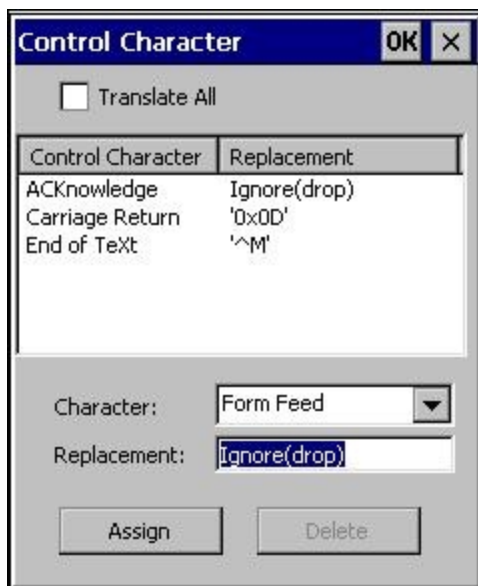 Control Character OK ×
Translate All
Control Character Replacement
ACKnowledge Ignore(drop)
Carriage Return '0x0D'
End of TeXt '^M'
Character: Form Feed
Replacement: Ignore(drop)
Assign Delete